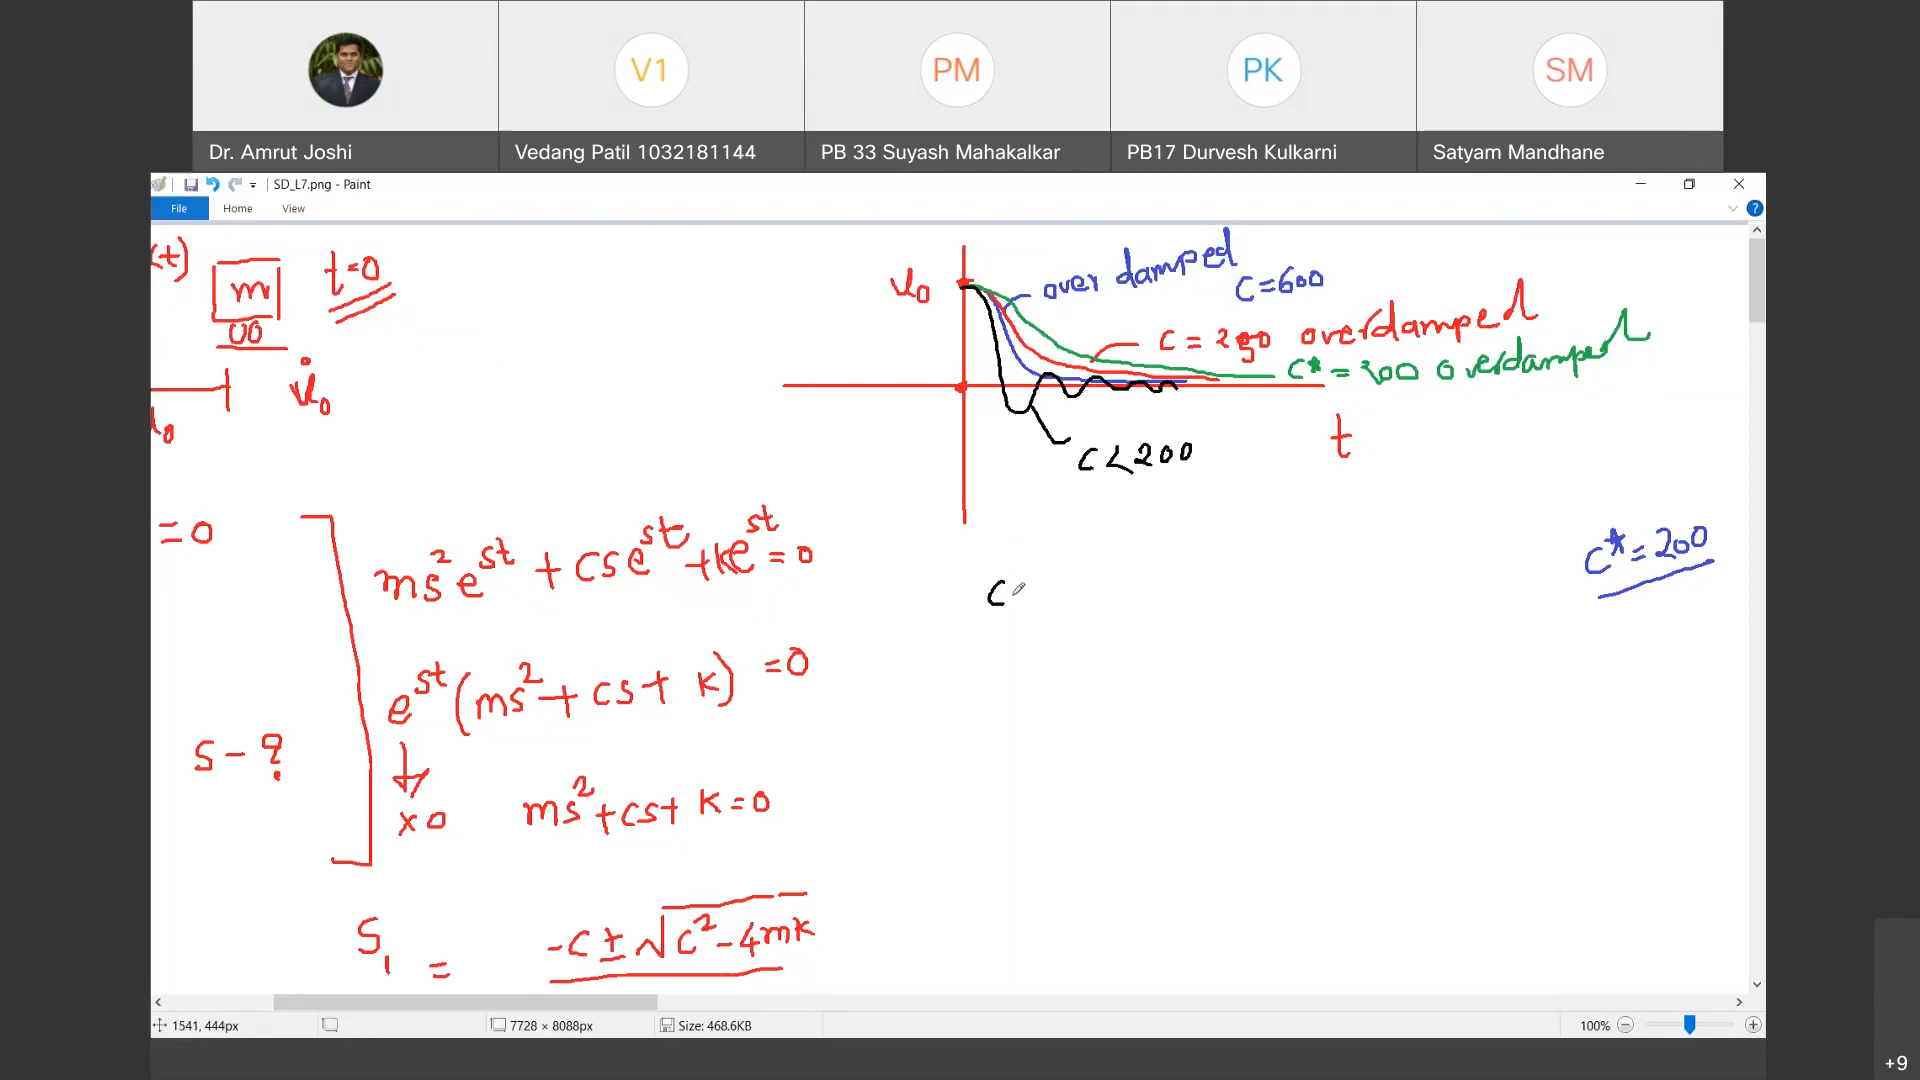 V1
PM
PK
SM
Dr. Amrut Joshi
Vedang Patil 1032181144
PB 33 Suyash Mahakalkar
PB17 Durvesh Kulkarni
Satyam Mandhane
SD_L7.png - Paint
File
Home
View
(t)
m
t=0
u̇₀
u₀
over damped
C=600
C = 250 overdamped
C* = 300 overdamped
t
C<200
=0
ms²e^st + cse^st + ke^st = 0
C* = 200
C
e^st (ms² + cs + k) = 0
S - ?
×0
ms² + cs + k = 0
S₁ = -c ± √c² - 4mk
1541, 444px
7728 × 8088px
Size: 468.6KB
100%
+9